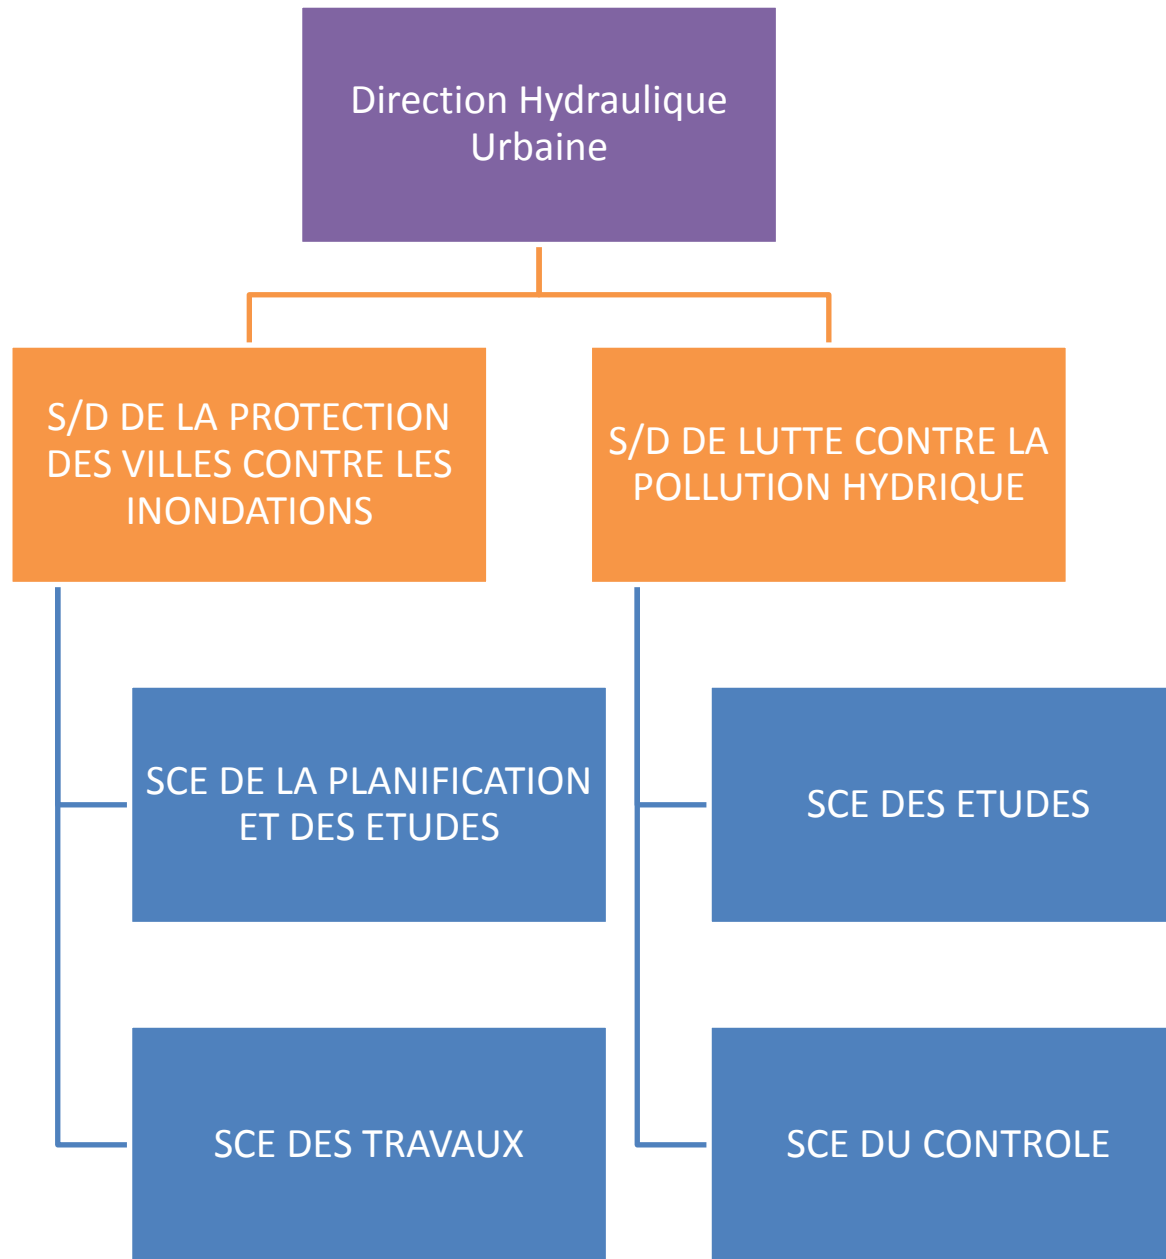 Direction Hydraulique
Urbaine
S/D DE LA PROTECTION
DES VILLES CONTRE LES
INONDATIONS
S/D DE LUTTE CONTRE LA
POLLUTION HYDRIQUE
SCE DE LA PLANIFICATION
ET DES ETUDES
SCE DES ETUDES
SCE DES TRAVAUX
SCE DU CONTROLE